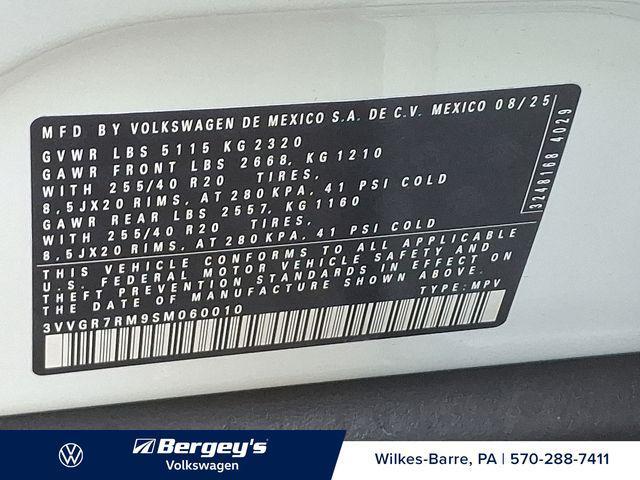 MFD BY VOLKSWAGEN DE MEXICO S.A. DE C.V. MEXICO 08/25
GVWR LBS 5115 KG 2320
GAWR FRONT LBS 2668, KG 1210
WITH 255/40 R20 TIRES,
8,5JX20 RIMS, AT 280 KPA, 41 PSI COLD
GAWR REAR LBS 2557, KG 1160
WITH 255/40 R20 TIRES,
8,5JX20 RIMS, AT 280 KPA, 41 PSI COLD
THIS VEHICLE CONFORMS TO ALL APPLICABLE
U.S. FEDERAL MOTOR VEHICLE SAFETY AND
THEFT PREVENTION STANDARDS IN EFFECT ON
THE DATE OF MANUFACTURE SHOWN ABOVE.
3VVGR7RM9SM060010 TYPE: MPV
3248168 4029
Bergey's
Volkswagen
Wilkes-Barre, PA | 570-288-7411